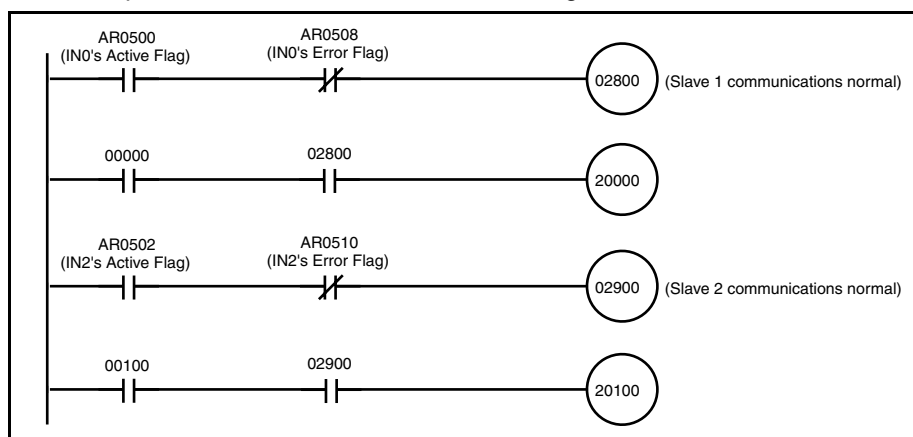 AR0500 AR0508
(IN0's Active Flag) (IN0's Error Flag)
02800 (Slave 1 communications normal)
00000 02800
20000
AR0502 AR0510
(IN2's Active Flag) (IN2's Error Flag)
02900 (Slave 2 communications normal)
00100 02900
20100